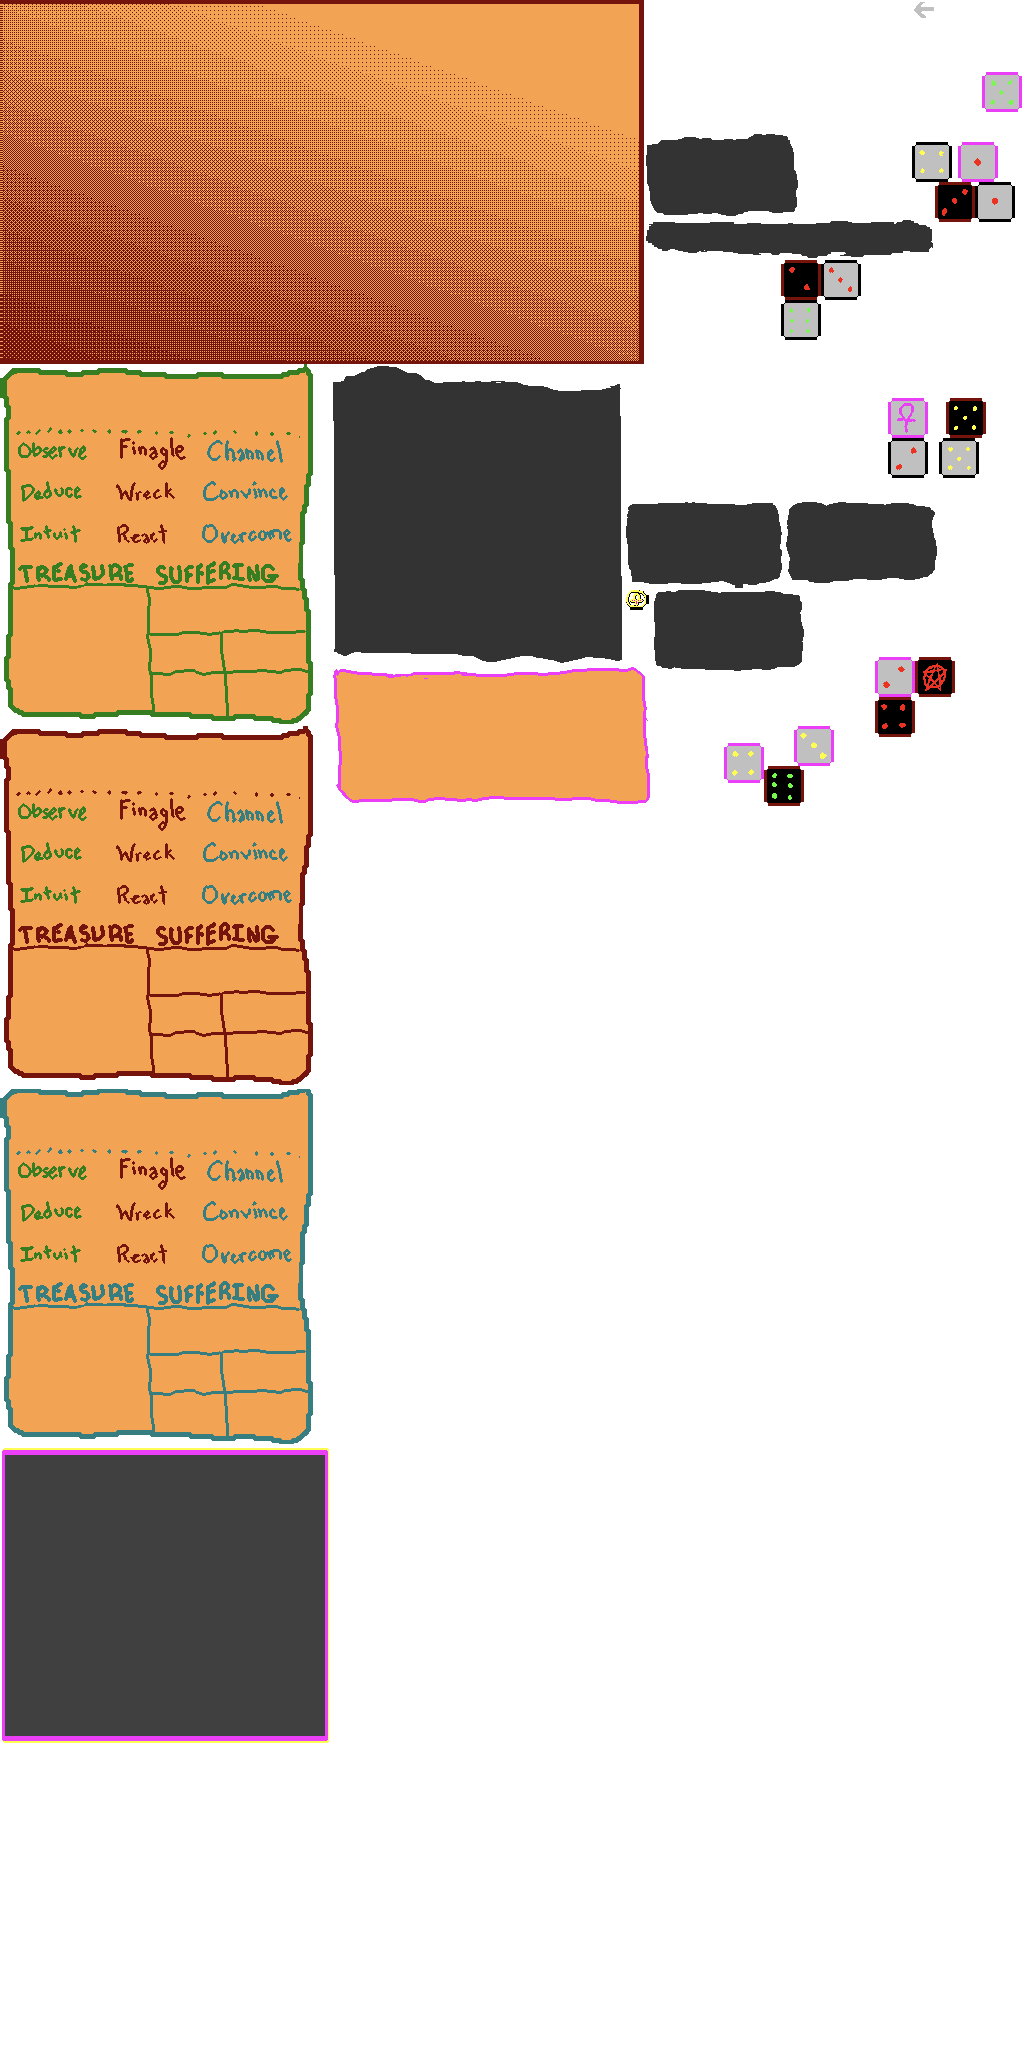 Observe Finagle Channel
Deduce Wreck Convince
Intuit React Overcome
TREASURE SUFFERING
Observe Finagle Channel
Deduce Wreck Convince
Intuit React Overcome
TREASURE SUFFERING
Observe Finagle Channel
Deduce Wreck Convince
Intuit React Overcome
TREASURE SUFFERING